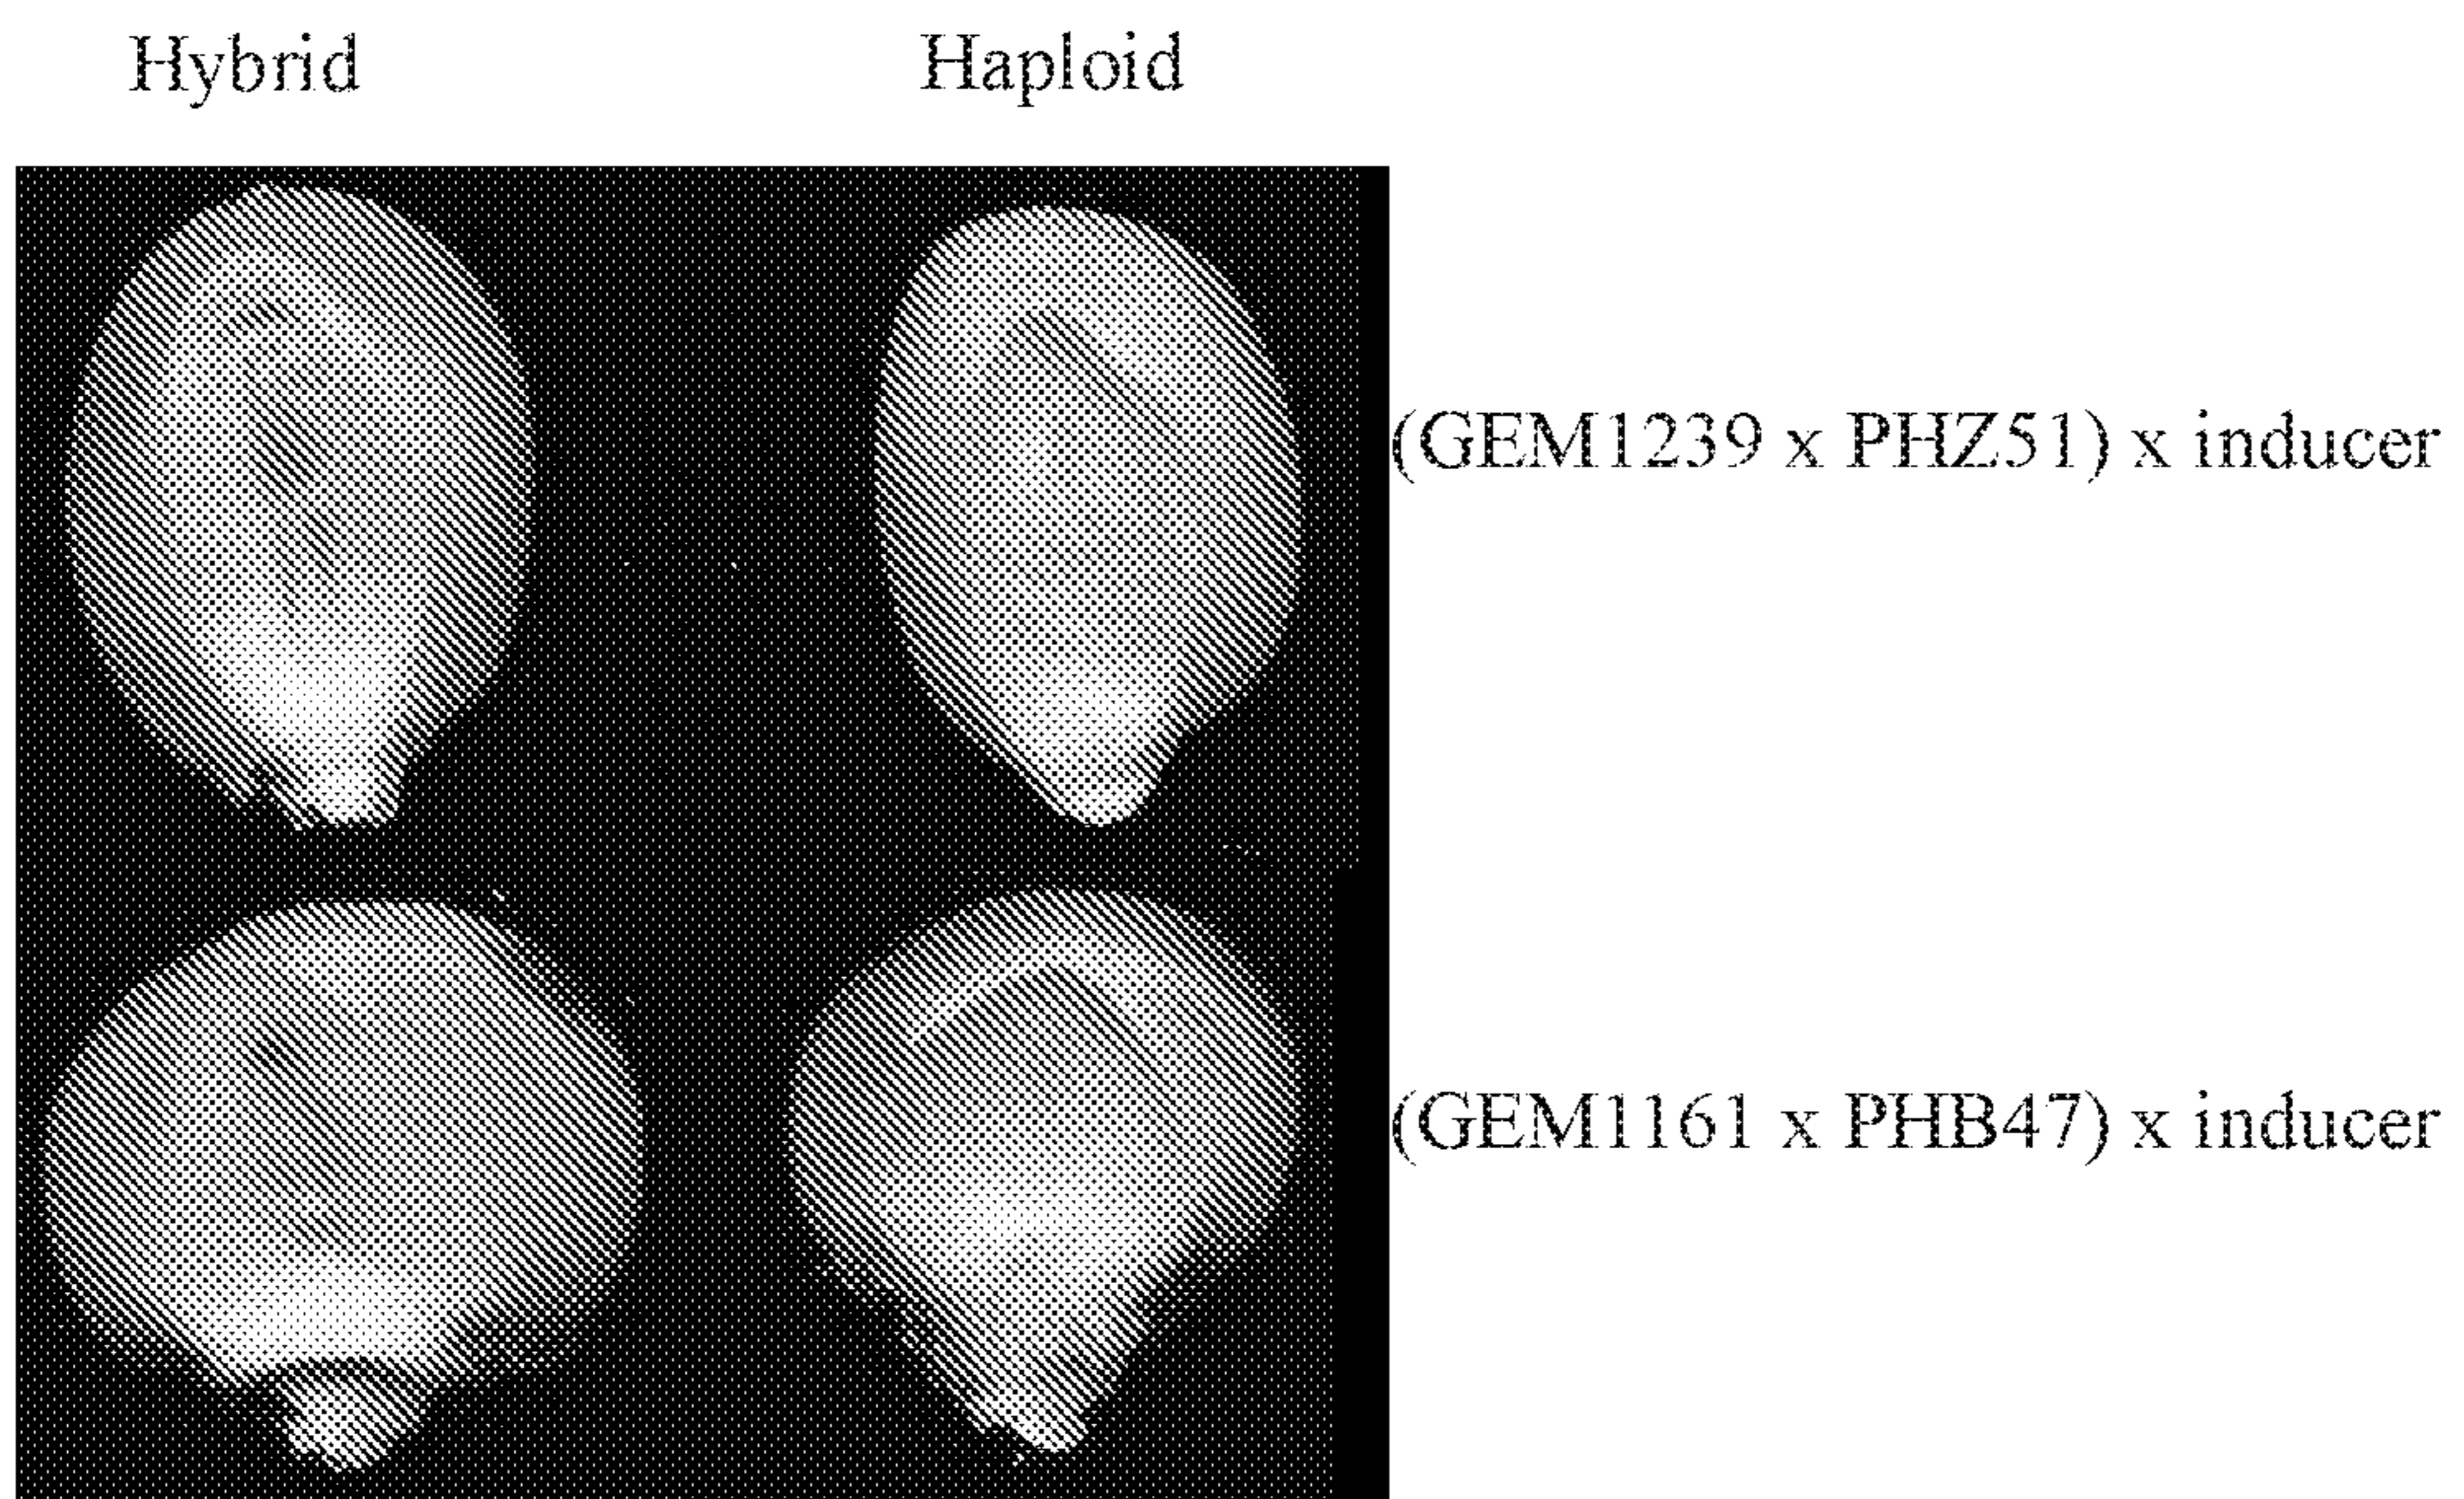 Hybrid Haploid
(GEM1239 x PHZ51) x inducer
(GEM1161 x PHB47) x inducer